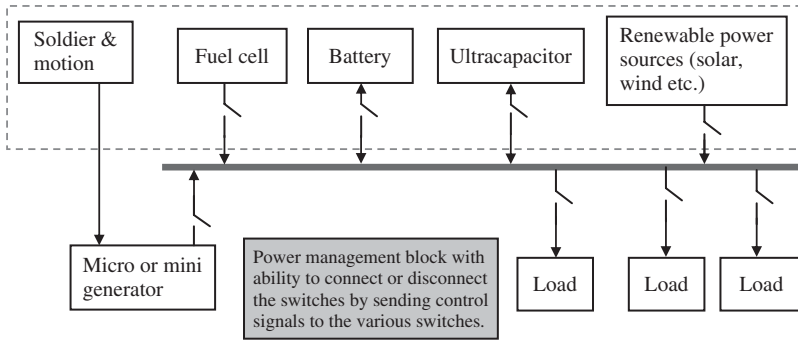 Soldier &
motion
Fuel cell
Battery
Ultracapacitor
Renewable power
sources (solar,
wind etc.)
Micro or mini
generator
Power management block with
ability to connect or disconnect
the switches by sending control
signals to the various switches.
Load
Load
Load